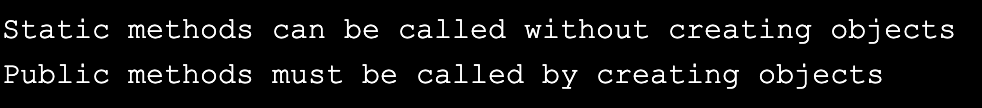 Static methods can be called without creating objects
Public methods must be called by creating objects